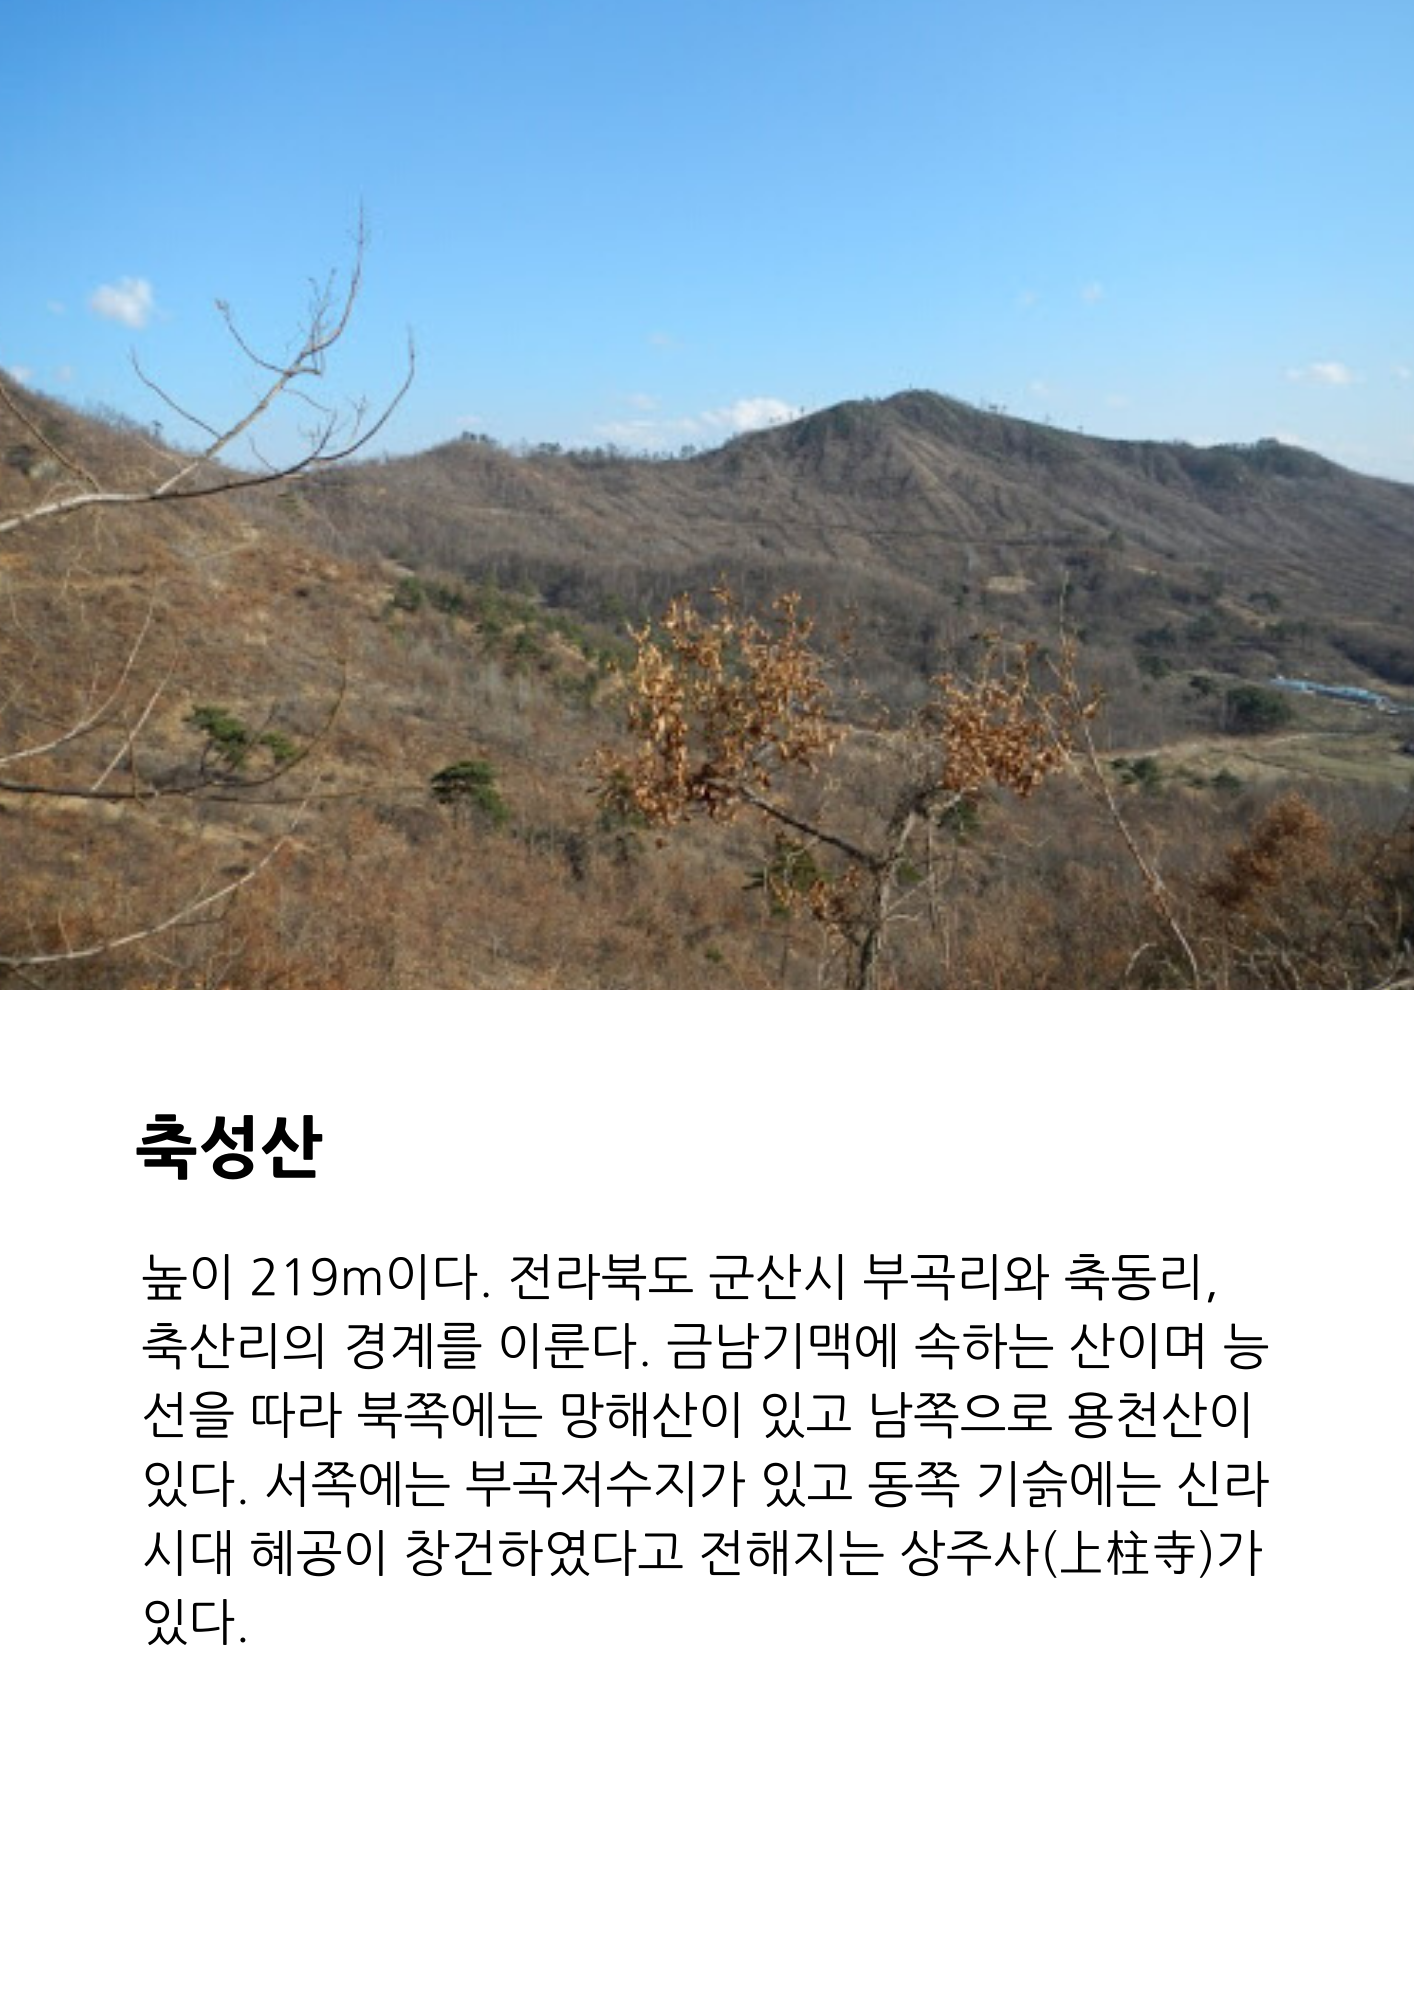 축성산
높이 219m이다. 전라북도 군산시 부곡리와 축동리,
축산리의 경계를 이룬다. 금남기맥에 속하는 산이며 능
선을 따라 북쪽에는 망해산이 있고 남쪽으로 용천산이
있다. 서쪽에는 부곡저수지가 있고 동쪽 기슭에는 신라
시대 혜공이 창건하였다고 전해지는 상주사(上柱寺)가
있다.